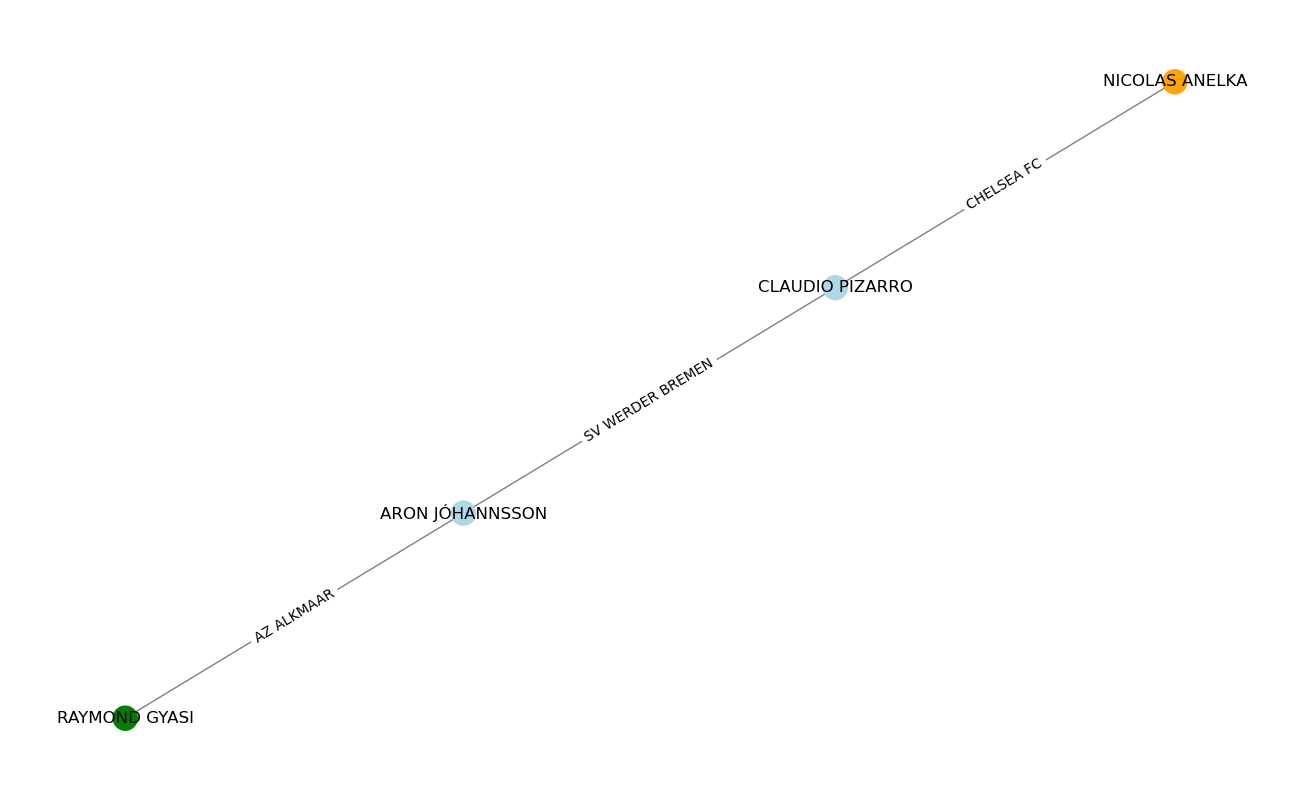 NICOLAS ANELKA
CHELSEA FC
CLAUDIO PIZARRO
SV WERDER BREMEN
ARON JÓHANNSSON
AZ ALKMAAR
RAYMOND GYASI